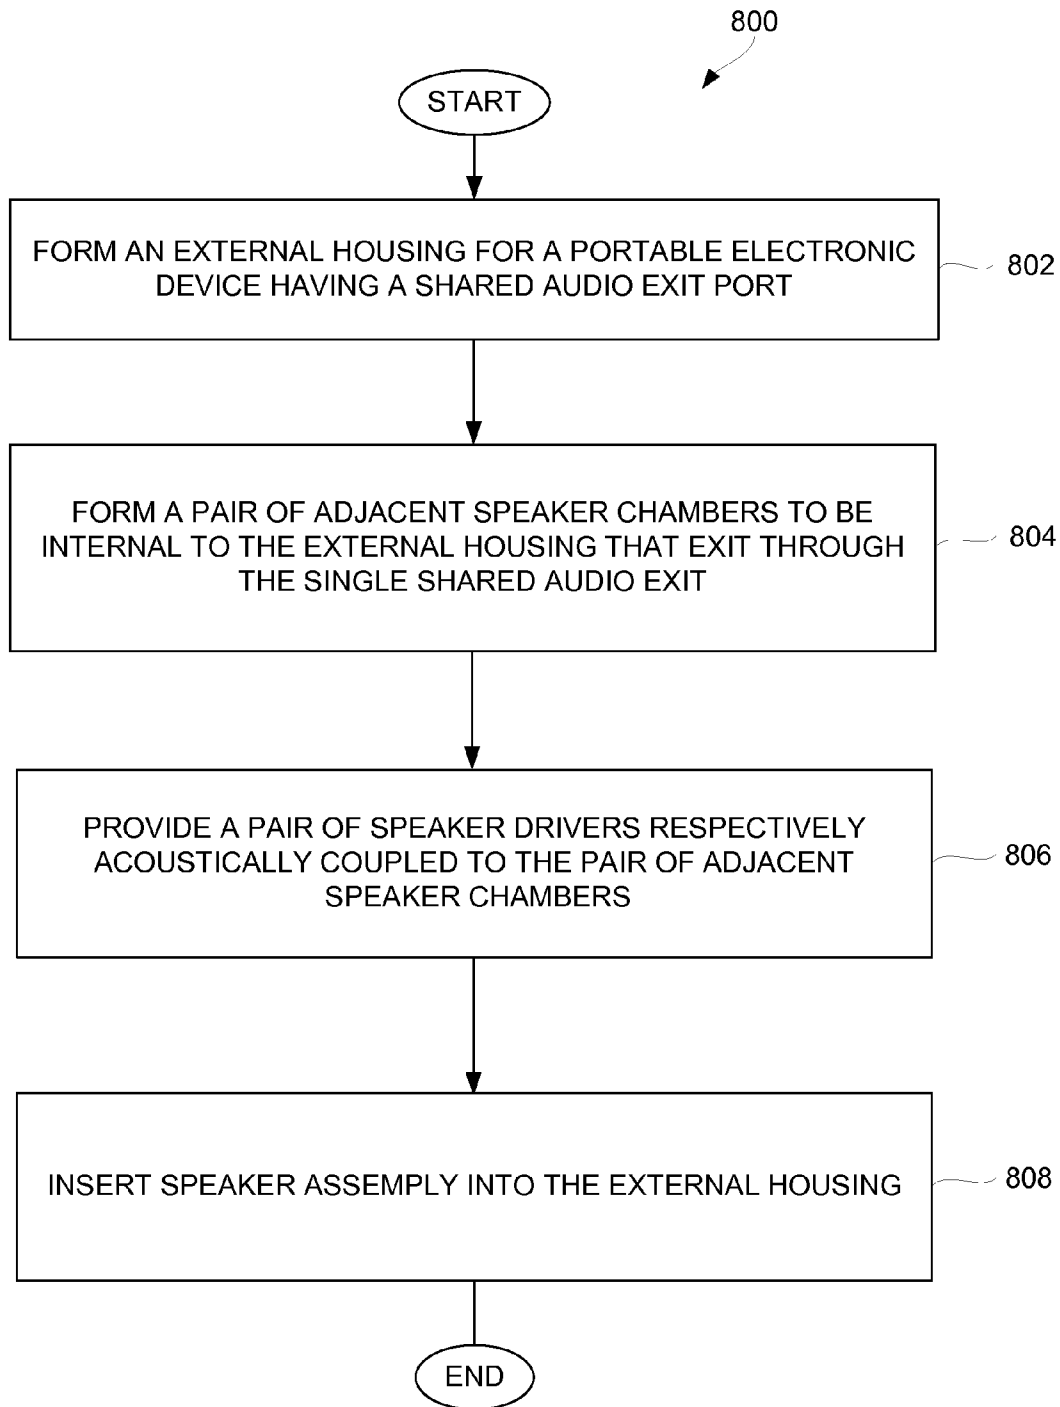 800
START
FORM AN EXTERNAL HOUSING FOR A PORTABLE ELECTRONIC
DEVICE HAVING A SHARED AUDIO EXIT PORT
802
FORM A PAIR OF ADJACENT SPEAKER CHAMBERS TO BE
INTERNAL TO THE EXTERNAL HOUSING THAT EXIT THROUGH
THE SINGLE SHARED AUDIO EXIT
804
PROVIDE A PAIR OF SPEAKER DRIVERS RESPECTIVELY
ACOUSTICALLY COUPLED TO THE PAIR OF ADJACENT
SPEAKER CHAMBERS
806
INSERT SPEAKER ASSEMPLY INTO THE EXTERNAL HOUSING
808
END